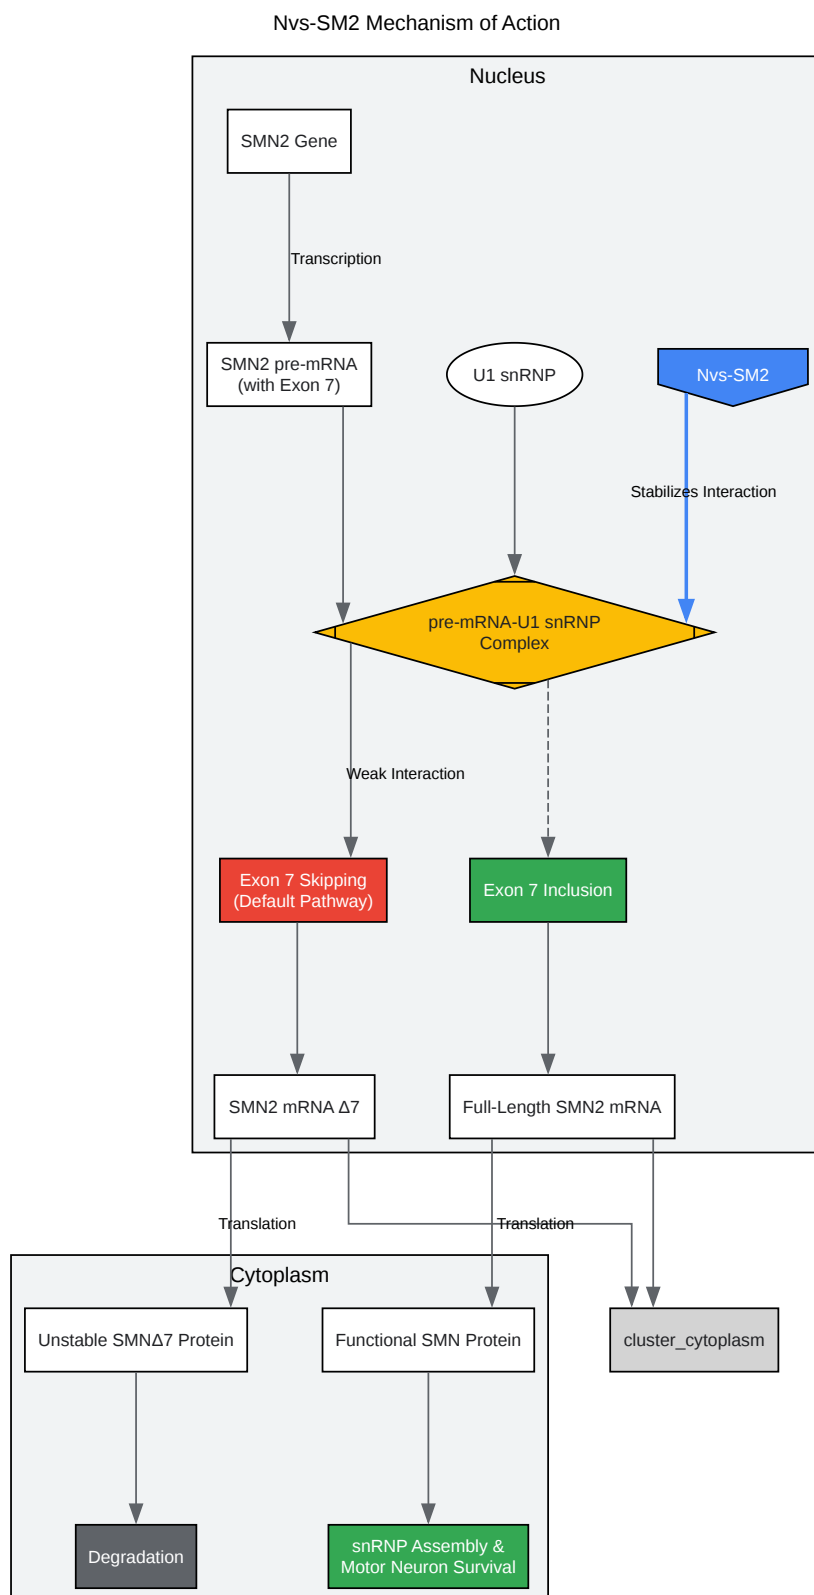 Nvs-SM2 Mechanism of Action
Nucleus
SMN2 Gene
Transcription
SMN2 pre-mRNA
(with Exon 7)
U1 snRNP
Nvs-SM2
Stabilizes Interaction
pre-mRNA-U1 snRNP
Complex
Weak Interaction
Exon 7 Skipping
(Default Pathway)
Exon 7 Inclusion
SMN2 mRNA Δ7
Full-Length SMN2 mRNA
Translation
Translation
Cytoplasm
Unstable SMNΔ7 Protein
Functional SMN Protein
cluster_cytoplasm
Degradation
snRNP Assembly &
Motor Neuron Survival